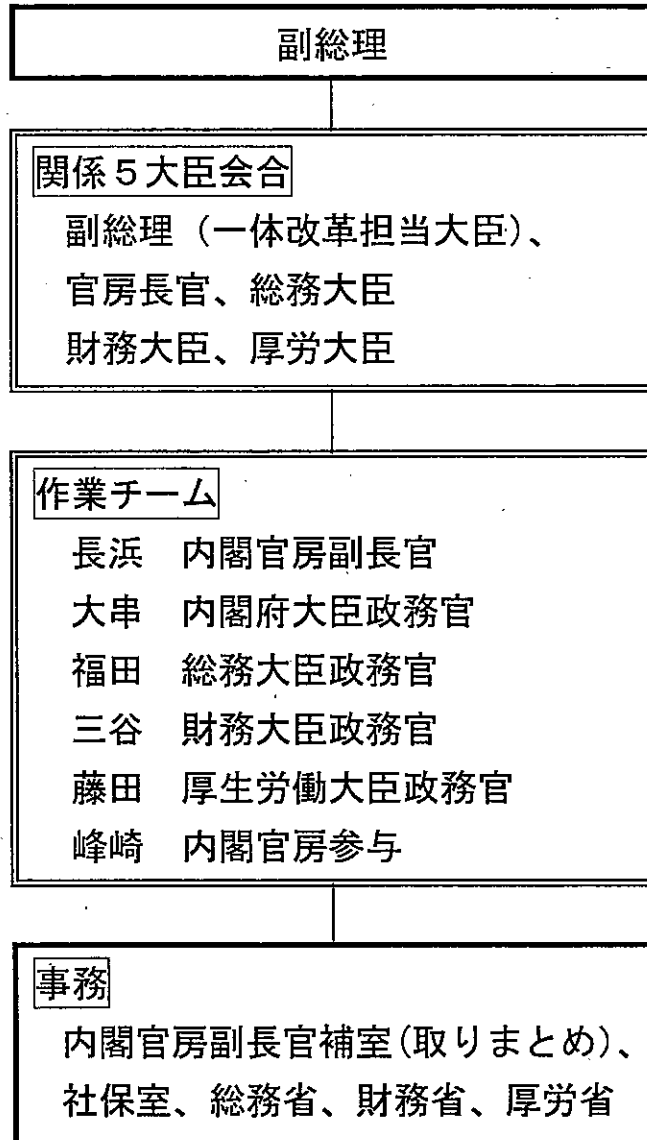 副総理
関係5大臣会合
副総理(一体改革担当大臣)、
官房長官、総務大臣
財務大臣、厚労大臣
作業チーム
長浜 内閣官房副長官
大串 内閣府大臣政務官
福田 総務大臣政務官
三谷 財務大臣政務官
藤田 厚生労働大臣政務官
峰崎 内閣官房参与
事務
内閣官房副長官補室(取りまとめ)、
社保室、総務省、財務省、厚労省